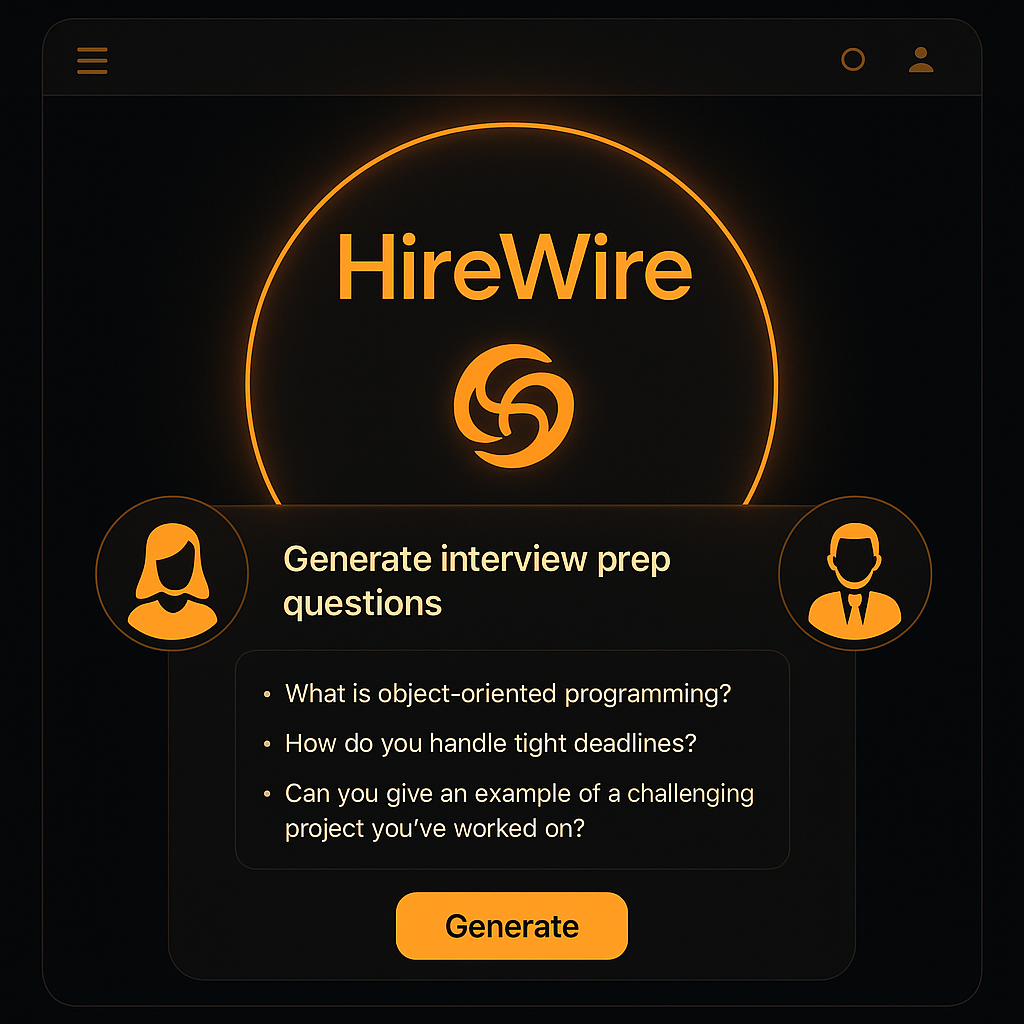 HireWire
Generate interview prep
questions
• What is object-oriented programming?
• How do you handle tight deadlines?
• Can you give an example of a challenging
project you’ve worked on?
Generate